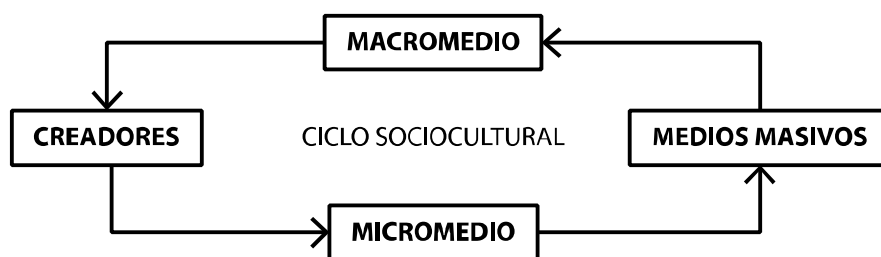 MACROMEDIO
CREADORES
CICLO SOCIOCULTURAL
MEDIOS MASIVOS
MICROMEDIO